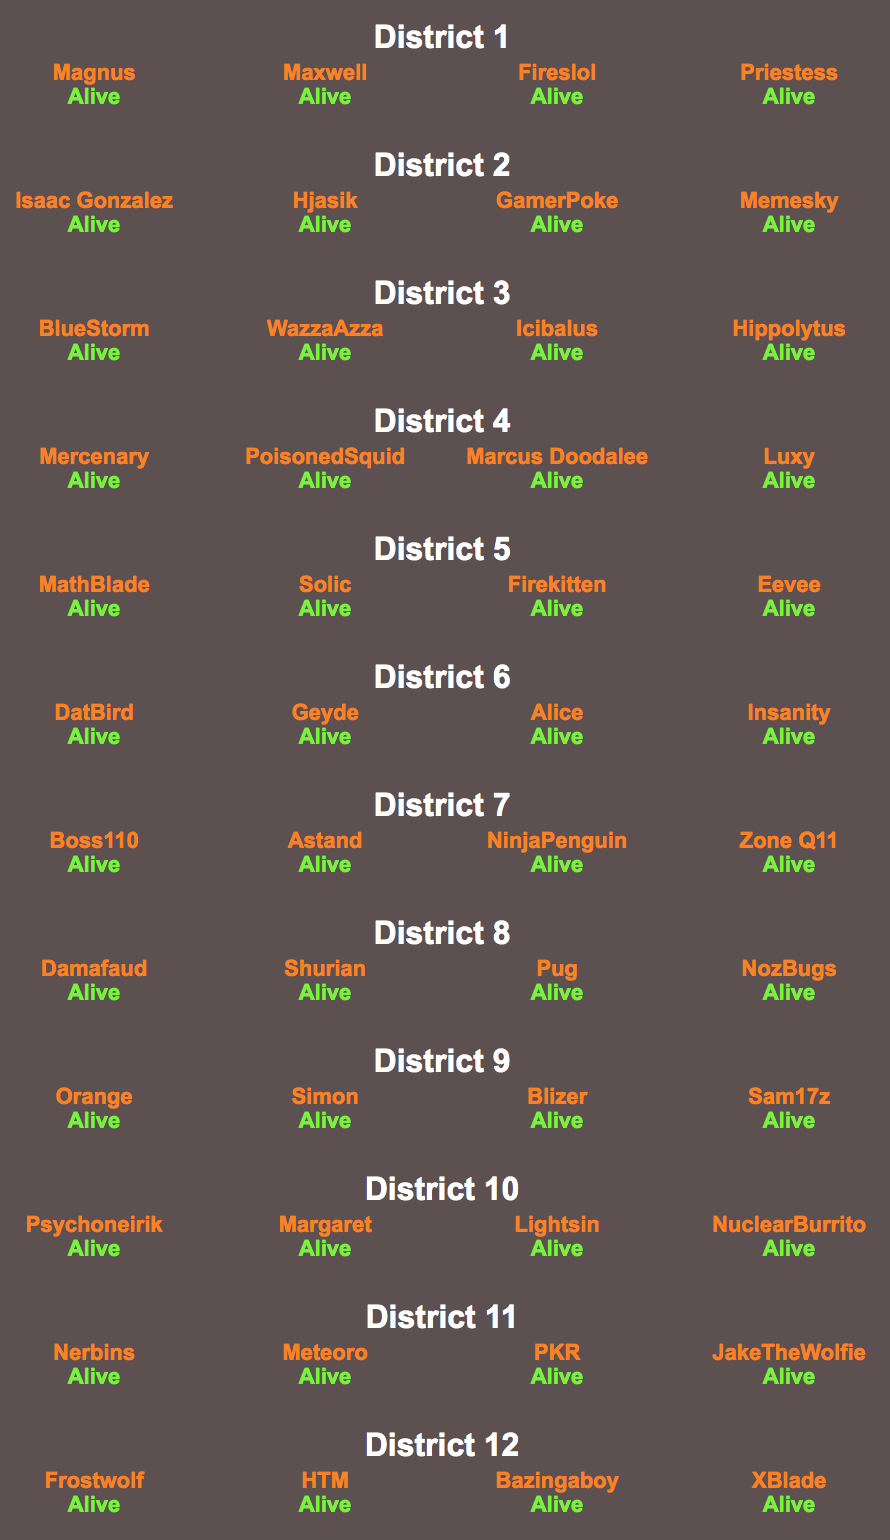 District 1
Magnus Maxwell Fireslol Priestess
Alive Alive Alive Alive
District 2
Isaac Gonzalez Hjasik GamerPoke Memesky
Alive Alive Alive Alive
District 3
BlueStorm WazzaAzza Icibalus Hippolytus
Alive Alive Alive Alive
District 4
Mercenary PoisonedSquid Marcus Doodalee Luxy
Alive Alive Alive Alive
District 5
MathBlade Solic Firekitten Eevee
Alive Alive Alive Alive
District 6
DatBird Geyde Alice Insanity
Alive Alive Alive Alive
District 7
Boss110 Astand NinjaPenguin Zone Q11
Alive Alive Alive Alive
District 8
Damafaud Shurian Pug NozBugs
Alive Alive Alive Alive
District 9
Orange Simon Blizer Sam17z
Alive Alive Alive Alive
District 10
Psychoneirik Margaret Lightsin NuclearBurrito
Alive Alive Alive Alive
District 11
Nerbins Meteoro PKR JakeTheWolfie
Alive Alive Alive Alive
District 12
Frostwolf HTM Bazingaboy XBlade
Alive Alive Alive Alive